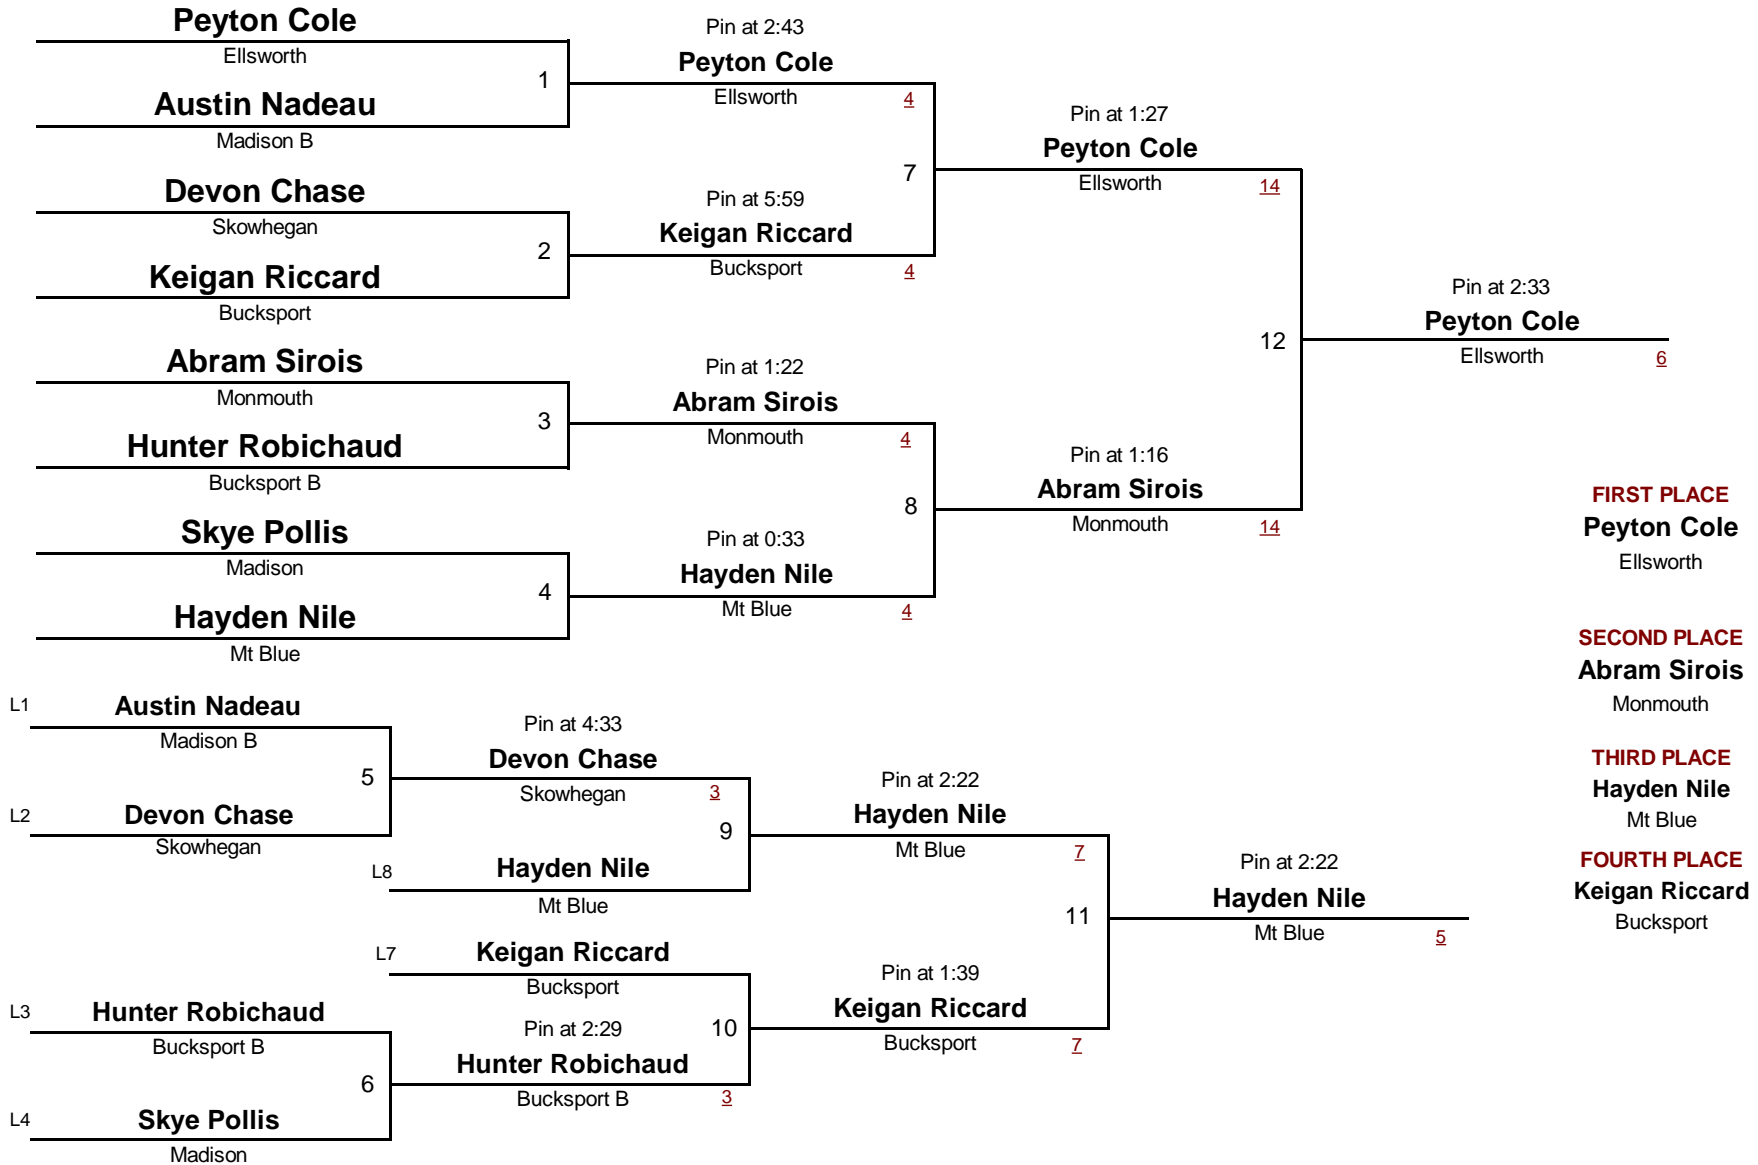 Peyton Cole
Ellsworth
1
Austin Nadeau
Madison B
Devon Chase
Skowhegan
2
Keigan Riccard
Bucksport
Abram Sirois
Monmouth
3
Hunter Robichaud
Bucksport B
Skye Pollis
Madison
4
Hayden Nile
Mt Blue
Pin at 2:43
Peyton Cole
Ellsworth
4
7
Pin at 5:59
Keigan Riccard
Bucksport
4
Pin at 1:22
Abram Sirois
Monmouth
4
8
Pin at 0:33
Hayden Nile
Mt Blue
4
Pin at 1:27
Peyton Cole
Ellsworth
14
12
Pin at 1:16
Abram Sirois
Monmouth
14
Pin at 2:33
Peyton Cole
Ellsworth
6
L1
Austin Nadeau
Madison B
5
L2
Devon Chase
Skowhegan
Pin at 4:33
Devon Chase
Skowhegan
3
9
L8
Hayden Nile
Mt Blue
L7
Keigan Riccard
Bucksport
10
L3
Hunter Robichaud
Bucksport B
6
L4
Skye Pollis
Madison
Pin at 2:29
Hunter Robichaud
Bucksport B
3
Pin at 2:22
Hayden Nile
Mt Blue
7
11
Pin at 1:39
Keigan Riccard
Bucksport
7
Pin at 2:22
Hayden Nile
Mt Blue
5
FIRST PLACE
Peyton Cole
Ellsworth
SECOND PLACE
Abram Sirois
Monmouth
THIRD PLACE
Hayden Nile
Mt Blue
FOURTH PLACE
Keigan Riccard
Bucksport